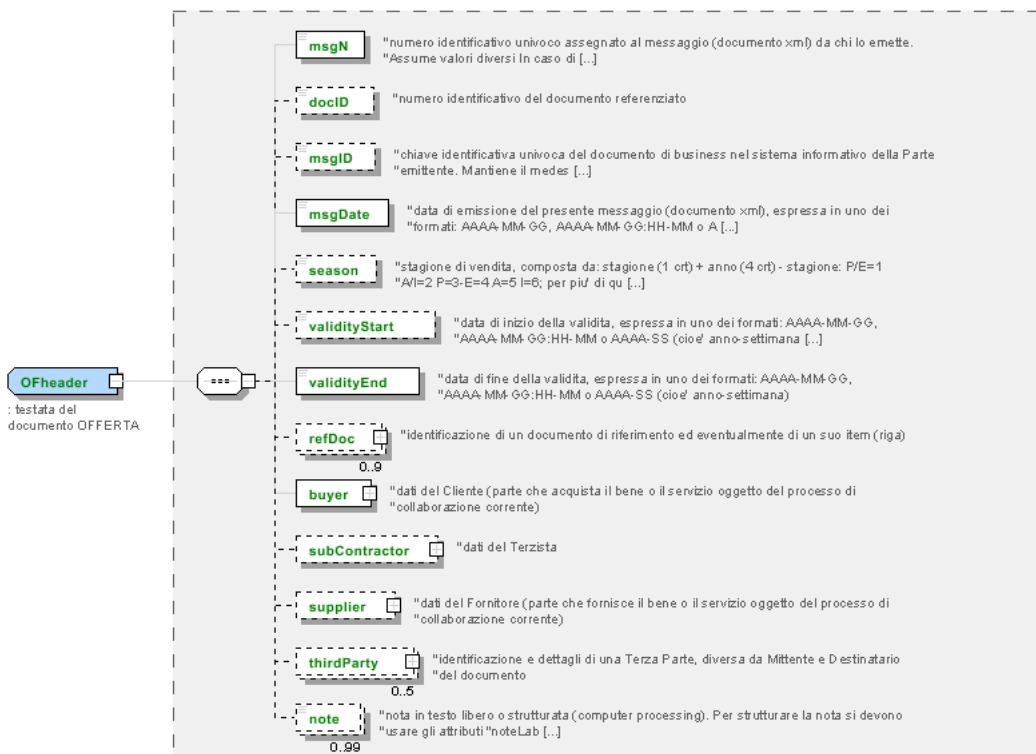 msgN
"numero identificativo univoco assegnato al messaggio (documento xml) da chi lo emette.
"Assume valori diversi In caso di [...]
docID
"numero identificativo del documento referenziato
msgID
"chiave identificativa univoca del documento di business nel sistema informativo della Parte
"emittente. Mantiene il medes [...]
msgDate
"data di emissione del presente messaggio (documento xml), espressa in uno dei
"formati: AAAA-MM-GG, AAAA-MM-GG:HH-MM o A [...]
season
"stagione di vendita, composta da: stagione (1 crt) + anno (4 crt) - stagione: P/E=1
"A/I=2 P=3-E=4 A=5 I=6; per piu' di qu [...]
validityStart
"data di inizio della validita, espressa in uno dei formati: AAAA-MM-GG,
"AAAA-MM-GG:HH-MM o AAAA-SS (cioe' anno-settimana [...]
OFheader
: testata del
documento OFFERTA
validityEnd
"data di fine della validita, espressa in uno dei formati: AAAA-MM-GG,
"AAAA-MM-GG:HH-MM o AAAA-SS (cioe' anno-settimana)
refDoc
"identificazione di un documento di riferimento ed eventualmente di un suo item (riga)
0..9
buyer
"dati del Cliente (parte che acquista il bene o il servizio oggetto del processo di
"collaborazione corrente)
subContractor
"dati del Terzista
supplier
"dati del Fornitore (parte che fornisce il bene o il servizio oggetto del processo di
"collaborazione corrente)
thirdParty
"identificazione e dettagli di una Terza Parte, diversa da Mittente e Destinatario
"del documento
0..5
note
"nota in testo libero o strutturata (computer processing). Per strutturare la nota si devono
"usare gli attributi "noteLab [...]
0..99